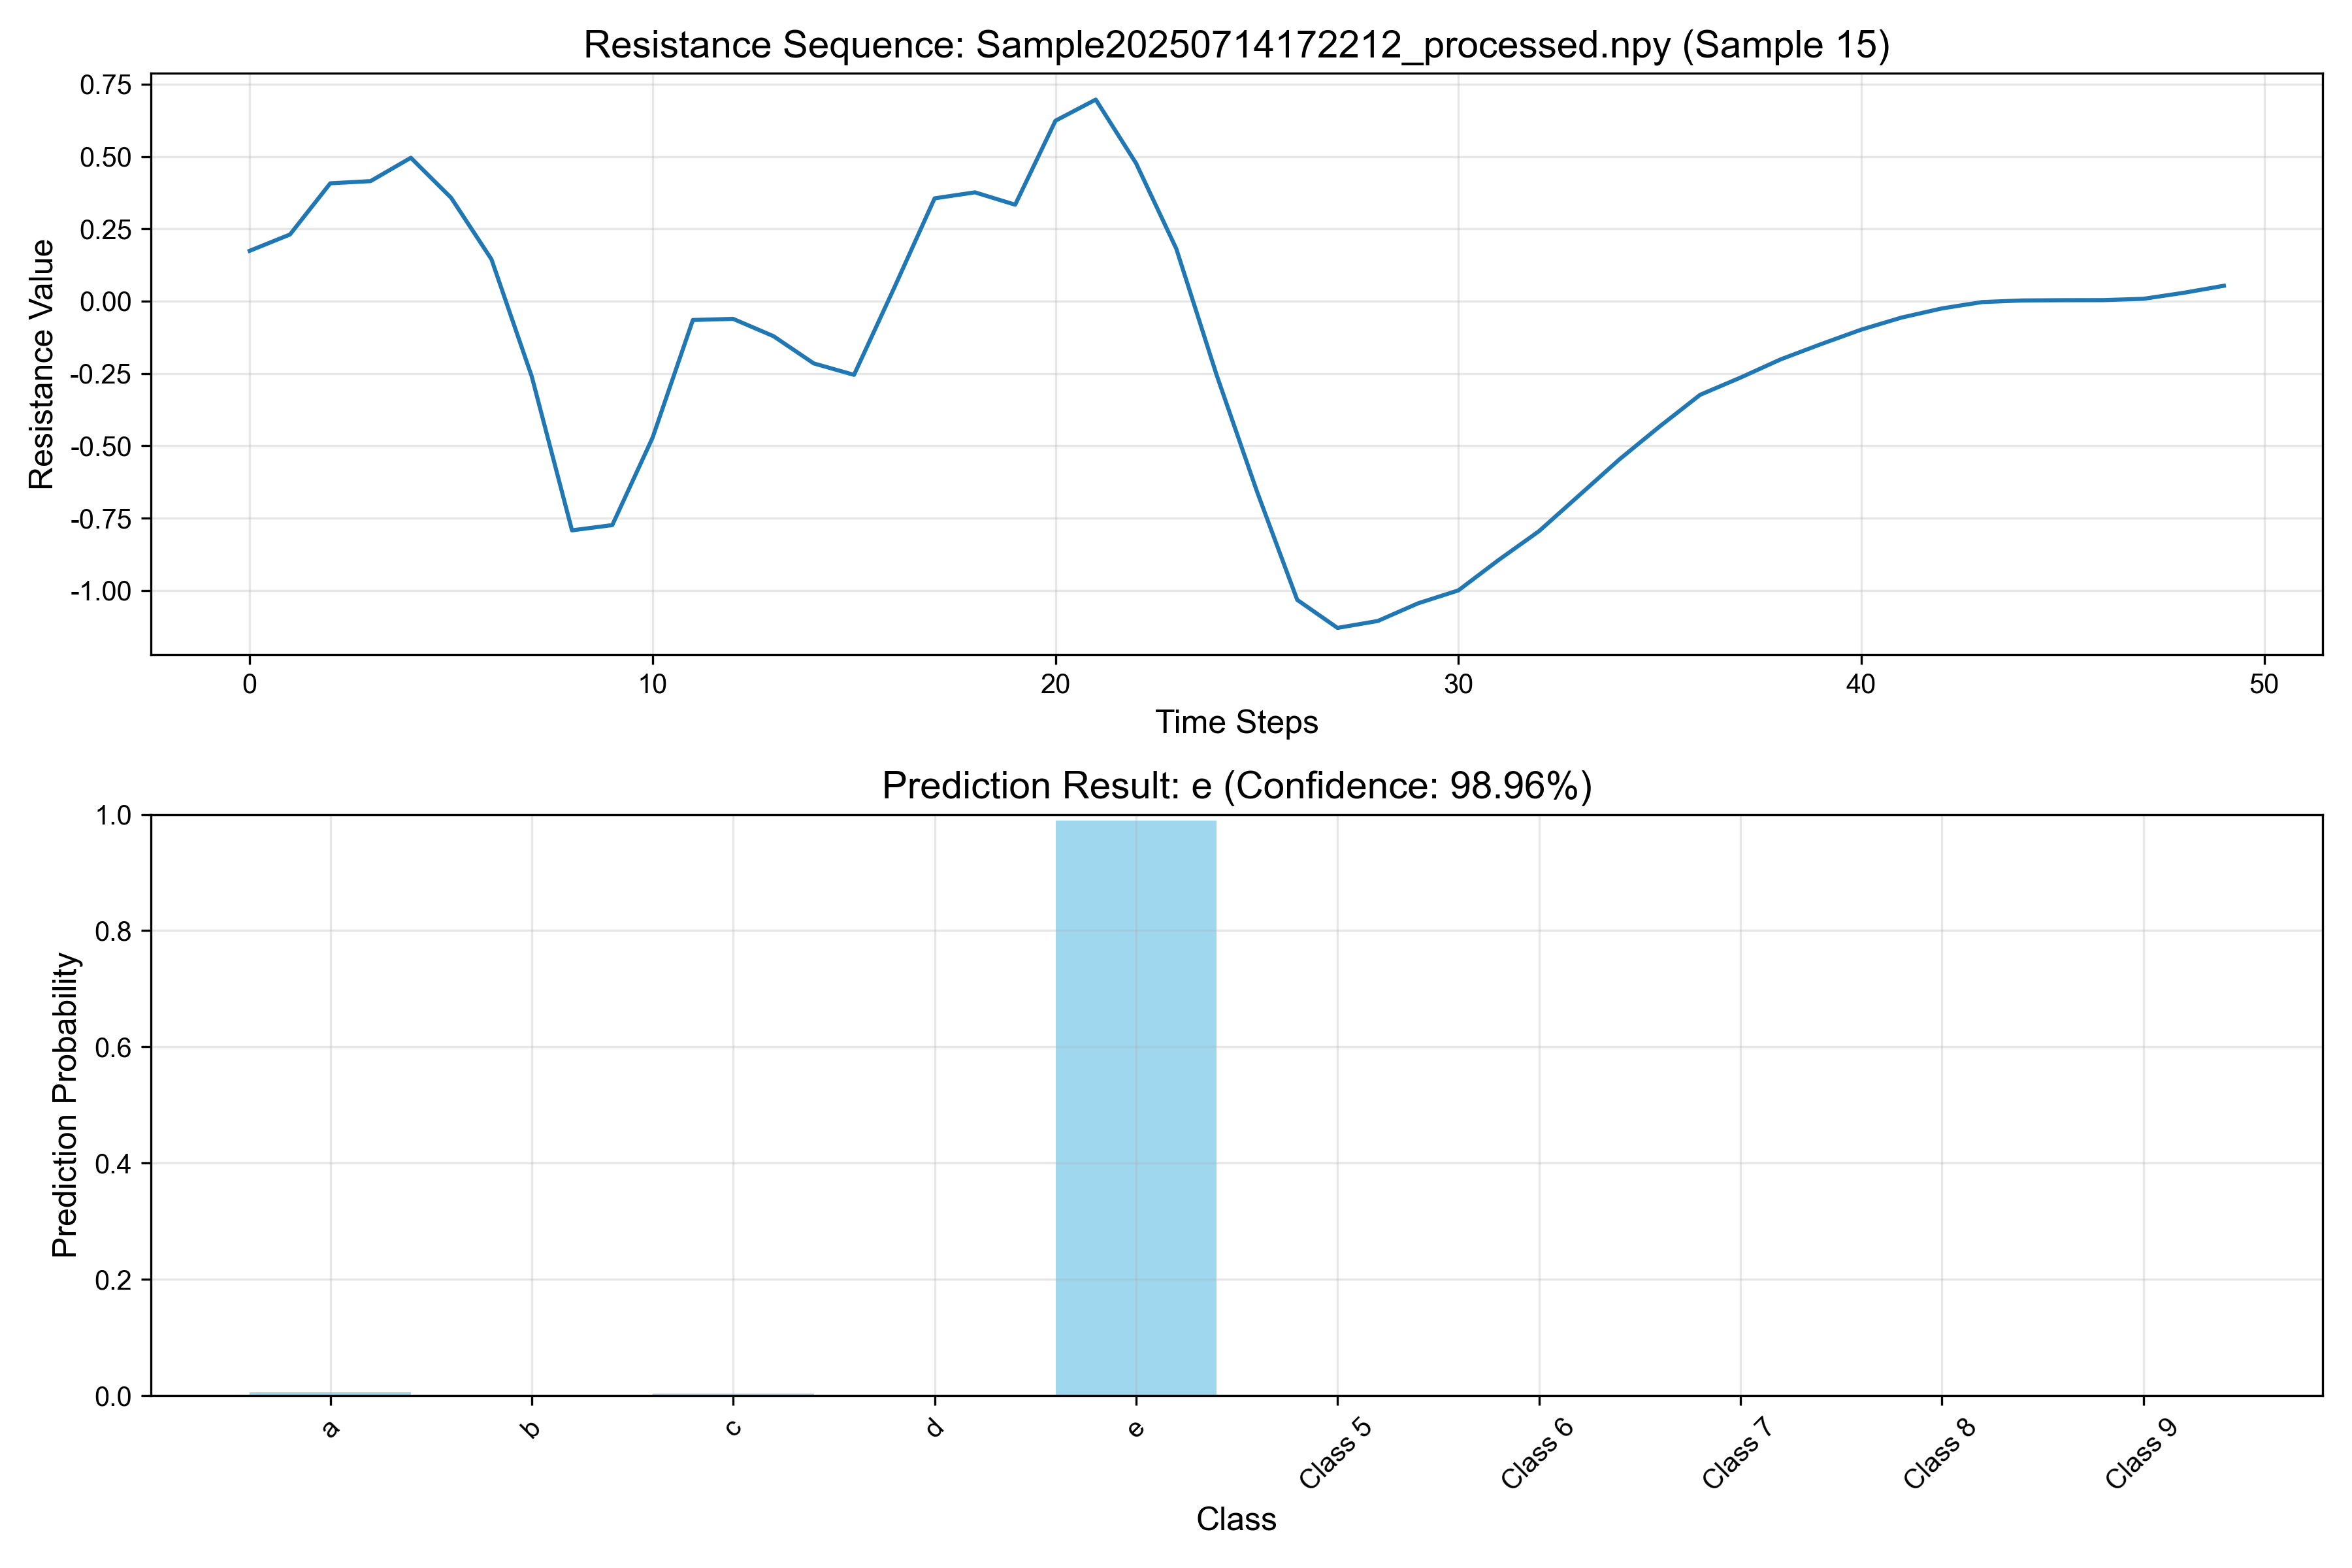 Resistance Sequence: Sample20250714172212_processed.npy (Sample 15)
Resistance Value
0.75
0.50
0.25
0.00
-0.25
-0.50
-0.75
-1.00
0 10 20 30 40 50
Time Steps
Prediction Result: e (Confidence: 98.96%)
Prediction Probability
1.0
0.8
0.6
0.4
0.2
0.0
a b c d e Class 5 Class 6 Class 7 Class 8 Class 9
Class